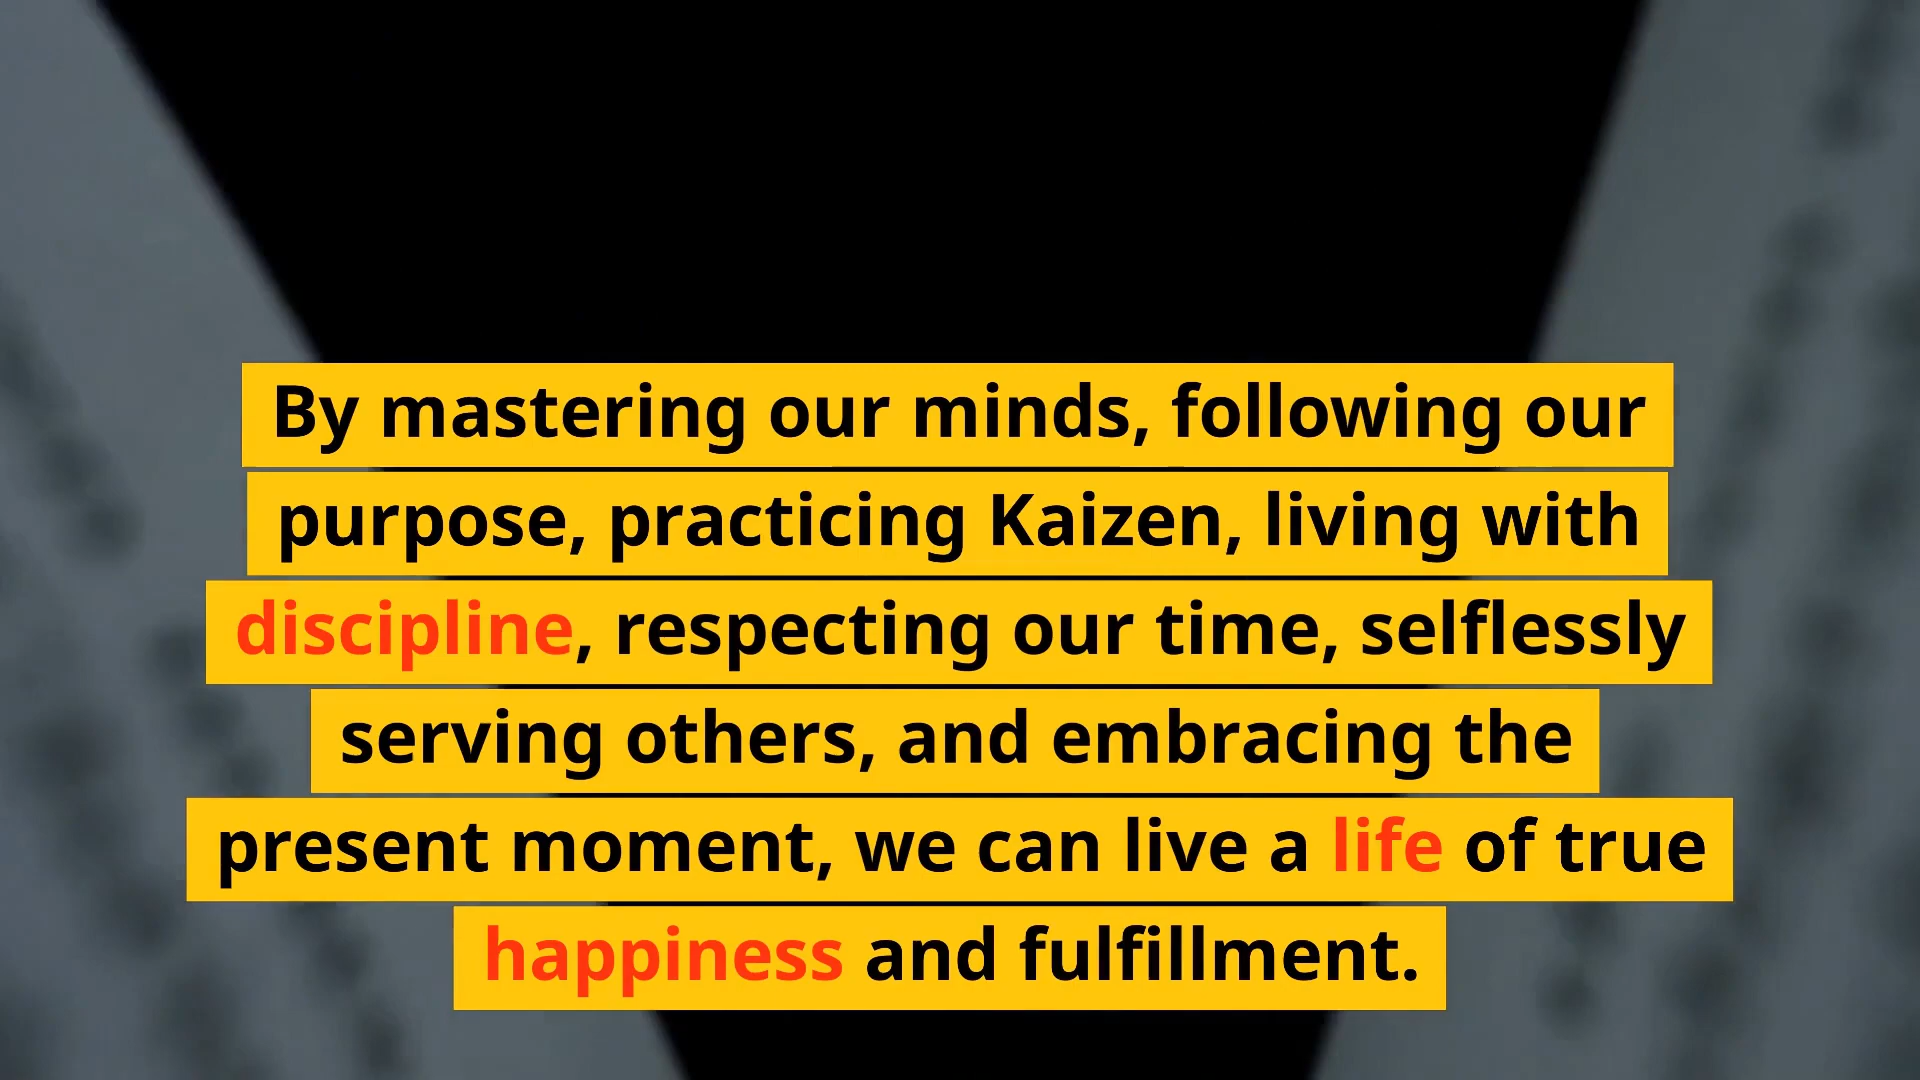 By mastering our minds, following our
purpose, practicing Kaizen, living with
discipline, respecting our time, selflessly
serving others, and embracing the
present moment, we can live a life of true
happiness and fulfillment.